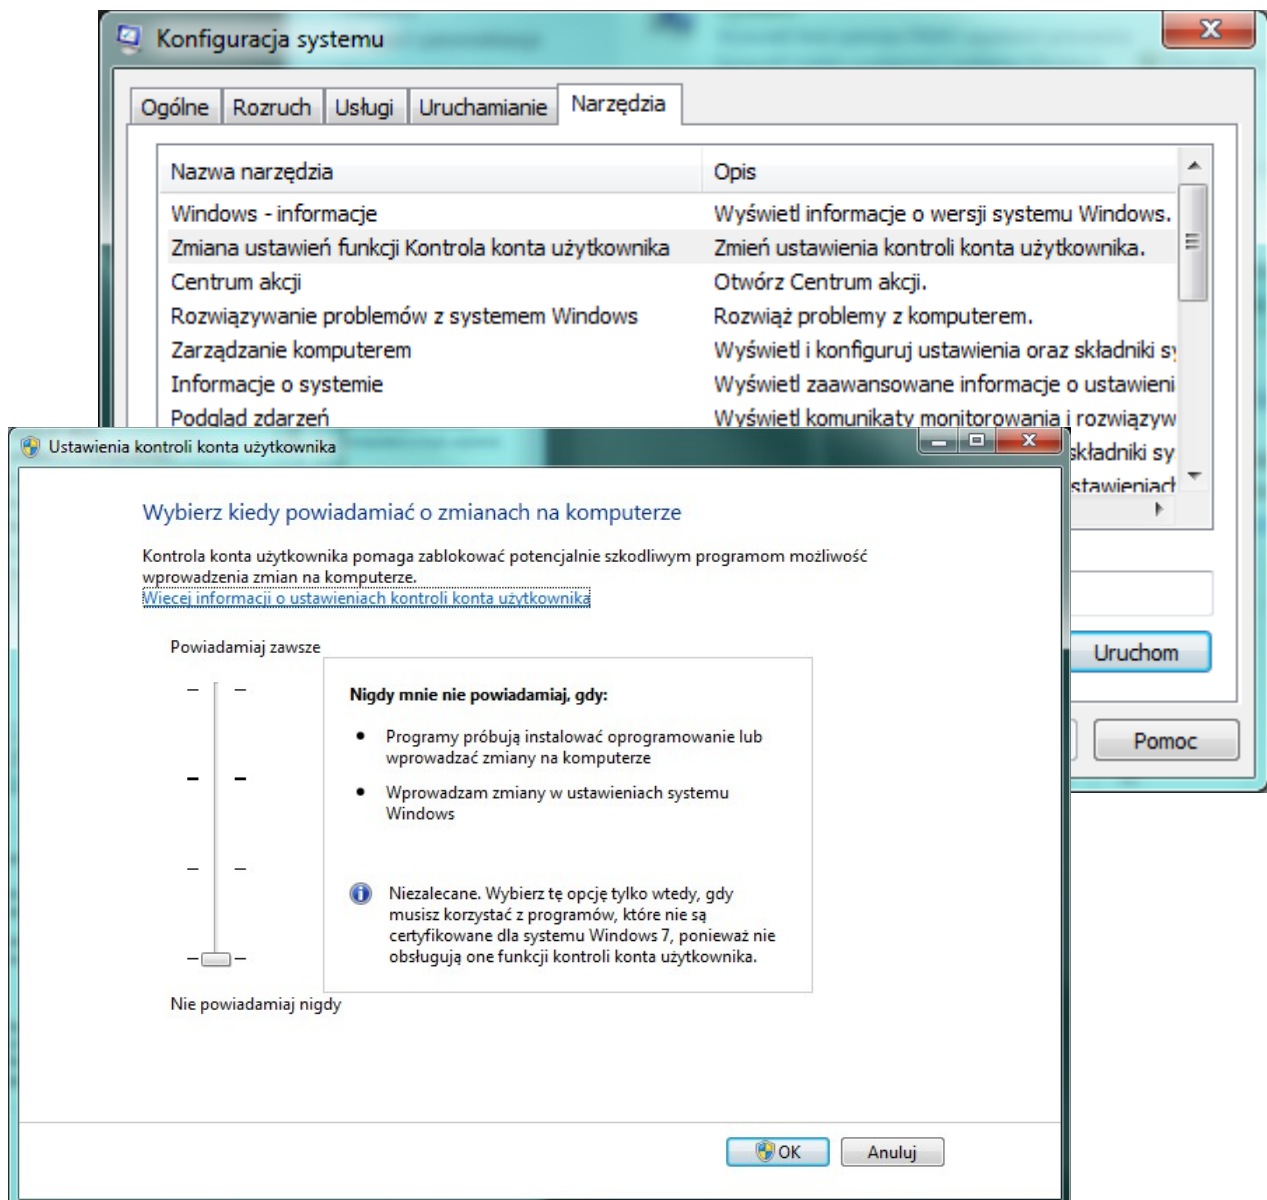 Konfiguracja systemu
Ogólne Rozruch Usługi Uruchamianie Narzędzia
Nazwa narzędzia Opis
Windows - informacje Wyświetl informacje o wersji systemu Windows.
Zmiana ustawień funkcji Kontrola konta użytkownika Zmień ustawienia kontroli konta użytkownika.
Centrum akcji Otwórz Centrum akcji.
Rozwiązywanie problemów z systemem Windows Rozwiąż problemy z komputerem.
Zarządzanie komputerem Wyświetl i konfiguruj ustawienia oraz składniki sy
Informacje o systemie Wyświetl zaawansowane informacje o ustawieni
Podgląd zdarzeń Wyświetl komunikaty monitorowania i rozwiązyw
składniki sy
stawieniach
Uruchom
Pomoc
Ustawienia kontroli konta użytkownika
Wybierz kiedy powiadamiać o zmianach na komputerze
Kontrola konta użytkownika pomaga zablokować potencjalnie szkodliwym programom możliwość
wprowadzenia zmian na komputerze.
Więcej informacji o ustawieniach kontroli konta użytkownika
Powiadamiaj zawsze
Nigdy mnie nie powiadamiaj, gdy:
• Programy próbują instalować oprogramowanie lub
wprowadzać zmiany na komputerze
• Wprowadzam zmiany w ustawieniach systemu
Windows
Niezalecane. Wybierz tę opcję tylko wtedy, gdy
musisz korzystać z programów, które nie są
certyfikowane dla systemu Windows 7, ponieważ nie
obsługują one funkcji kontroli konta użytkownika.
Nie powiadamiaj nigdy
OK Anuluj